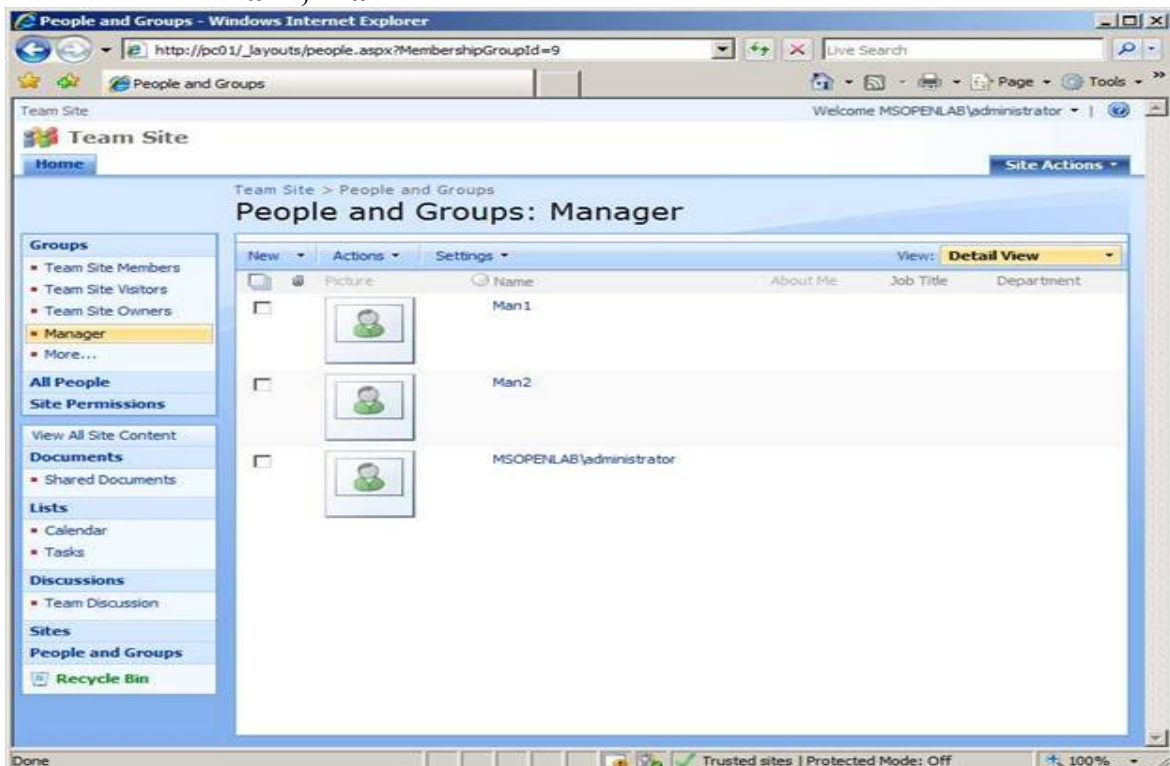 People and Groups - Windows Internet Explorer
http://pc01/_layouts/people.aspx?MembershipGroupId=9
Live Search
People and Groups
Page
Tools
Team Site
Welcome MSOPENLAB\administrator
Team Site
Home
Site Actions
Team Site > People and Groups
People and Groups: Manager
Groups
Team Site Members
Team Site Visitors
Team Site Owners
Manager
More...
All People
Site Permissions
View All Site Content
Documents
Shared Documents
Lists
Calendar
Tasks
Discussions
Team Discussion
Sites
People and Groups
Recycle Bin
New Actions Settings View: Detail View
Picture Name About Me Job Title Department
Man1
Man2
MSOPENLAB\administrator
Done
Trusted sites | Protected Mode: Off
100%